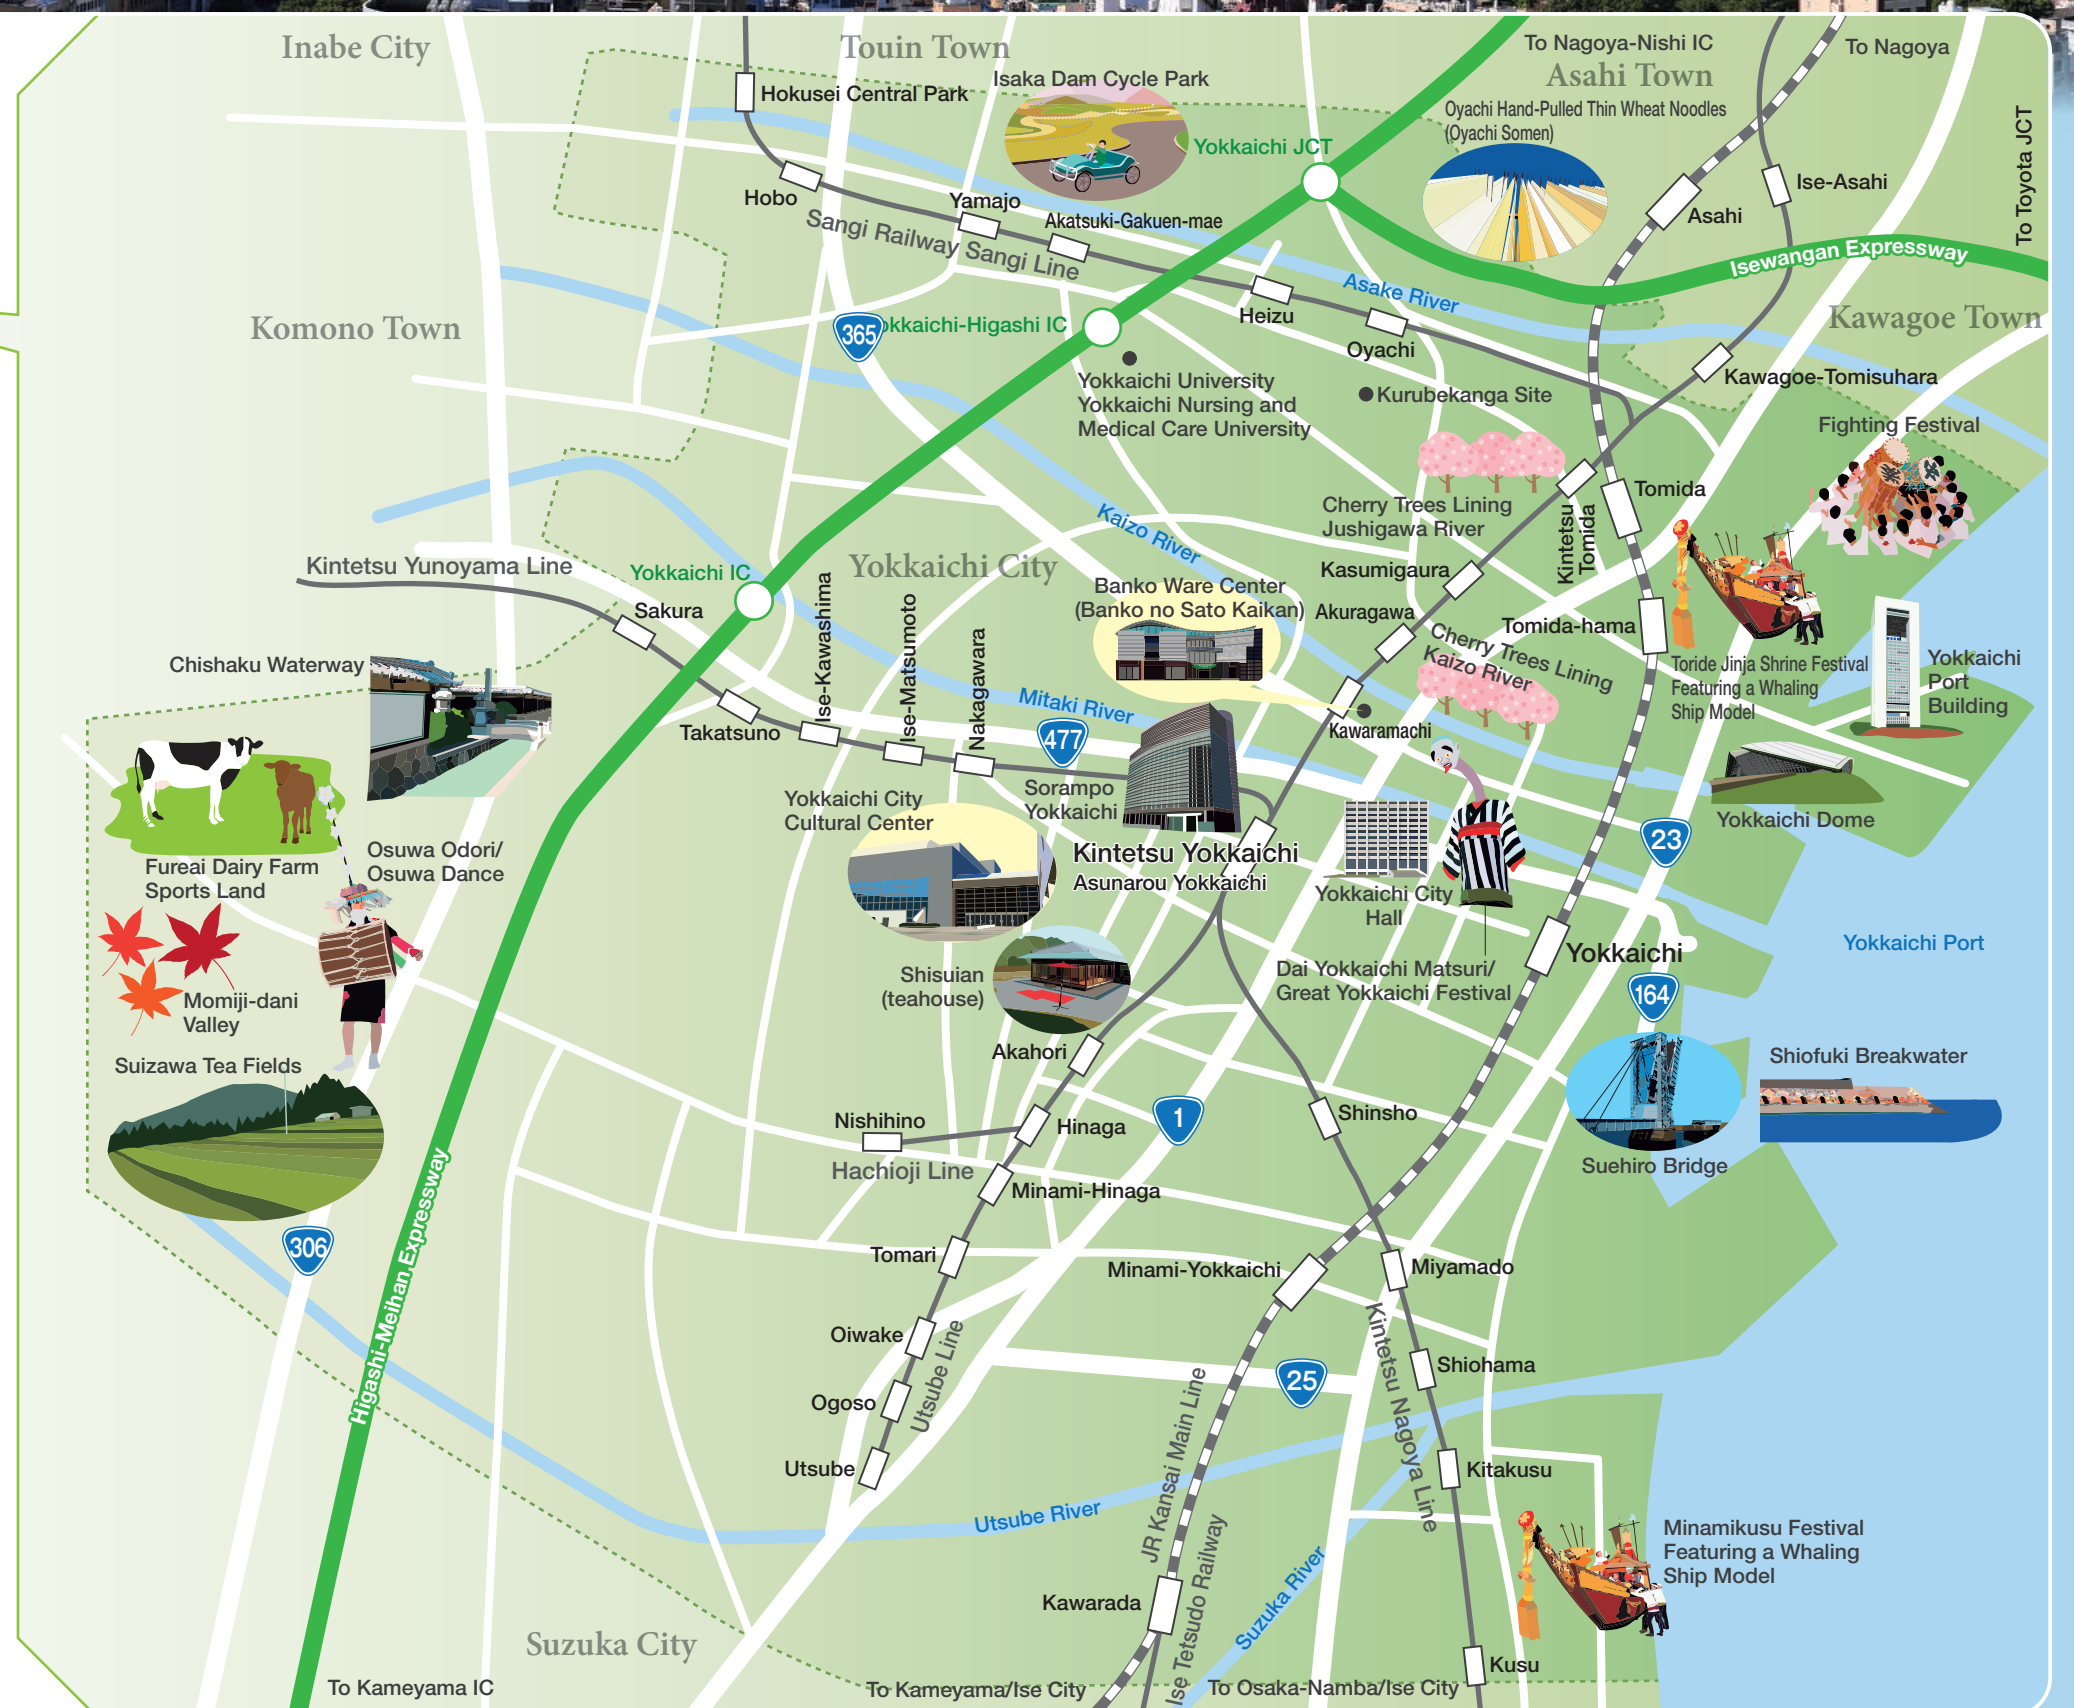 Inabe City
Touin Town
To Nagoya-Nishi IC
To Nagoya
Asahi Town
Isaka Dam Cycle Park
Hokusei Central Park
Oyachi Hand-Pulled Thin Wheat Noodles
(Oyachi Somen)
To Toyota JCT
Yokkaichi JCT
Hobo
Yamajo
Akatsuki-Gakuen-mae
Ise-Asahi
Asahi
Sangi Railway Sangi Line
Isewangan Expressway
Asake River
Heizu
Komono Town
365
okkaichi-Higashi IC
Kawagoe Town
Oyachi
Yokkaichi University
Yokkaichi Nursing and
Medical Care University
Kurubekanga Site
Kawagoe-Tomisuhara
Fighting Festival
Cherry Trees Lining
Jushigawa River
Tomida
Kintetsu
Tomida
Kaizo River
Kintetsu Yunoyama Line
Yokkaichi IC
Yokkaichi City
Kasumigaura
Banko Ware Center
(Banko no Sato Kaikan)
Akuragawa
Tomida-hama
Sakura
Ise-Kawashima
Ise-Matsumoto
Nakagawara
Cherry Trees Lining
Kaizo River
Chishaku Waterway
Toride Jinja Shrine Festival
Featuring a Whaling
Ship Model
Yokkaichi
Port
Building
Mitaki River
Takatsuno
477
Kawaramachi
Sorampo
Yokkaichi
Yokkaichi City
Cultural Center
Yokkaichi Dome
23
Osuwa Odori/
Osuwa Dance
Fureai Dairy Farm
Sports Land
Kintetsu Yokkaichi
Asunarou Yokkaichi
Yokkaichi City
Hall
Yokkaichi
Yokkaichi Port
Shisuian
(teahouse)
Dai Yokkaichi Matsuri/
Great Yokkaichi Festival
164
Momiji-dani
Valley
Suizawa Tea Fields
Akahori
Shiofuki Breakwater
1
Shinsho
Nishihino
Hinaga
Hachioji Line
Suehiro Bridge
Minami-Hinaga
306
Higashi-Meihan Expressway
Tomari
Minami-Yokkaichi
Miyamado
Oiwake
Utsube Line
Kintetsu Nagoya Line
Shiohama
25
Ogoso
JR Kansai Main Line
Utsube
Kitakusu
Utsube River
Minamikusu Festival
Featuring a Whaling
Ship Model
Ise Tetsudo Railway
Suzuka River
Kawarada
Suzuka City
Kusu
To Kameyama IC
To Kameyama/Ise City
To Osaka-Namba/Ise City